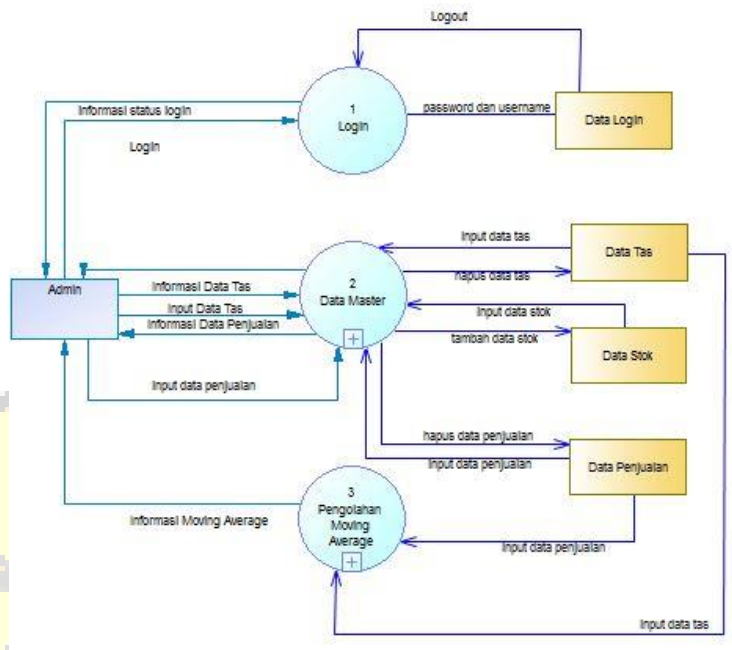 Logout
1
Login
Informasi status login
password dan username
Data Login
Login
Input data tas
Data Tas
2
Data Master
hapus data tas
Admin
Informasi Data Tas
Input Data Tas
Input data stok
Informasi Data Penjualan
tambah data stok
Data Stok
Input data penjualan
hapus data penjualan
Input data penjualan
Data Penjualan
3
Pengolahan
Moving
Average
Informasi Moving Average
Input data penjualan
Input data tas